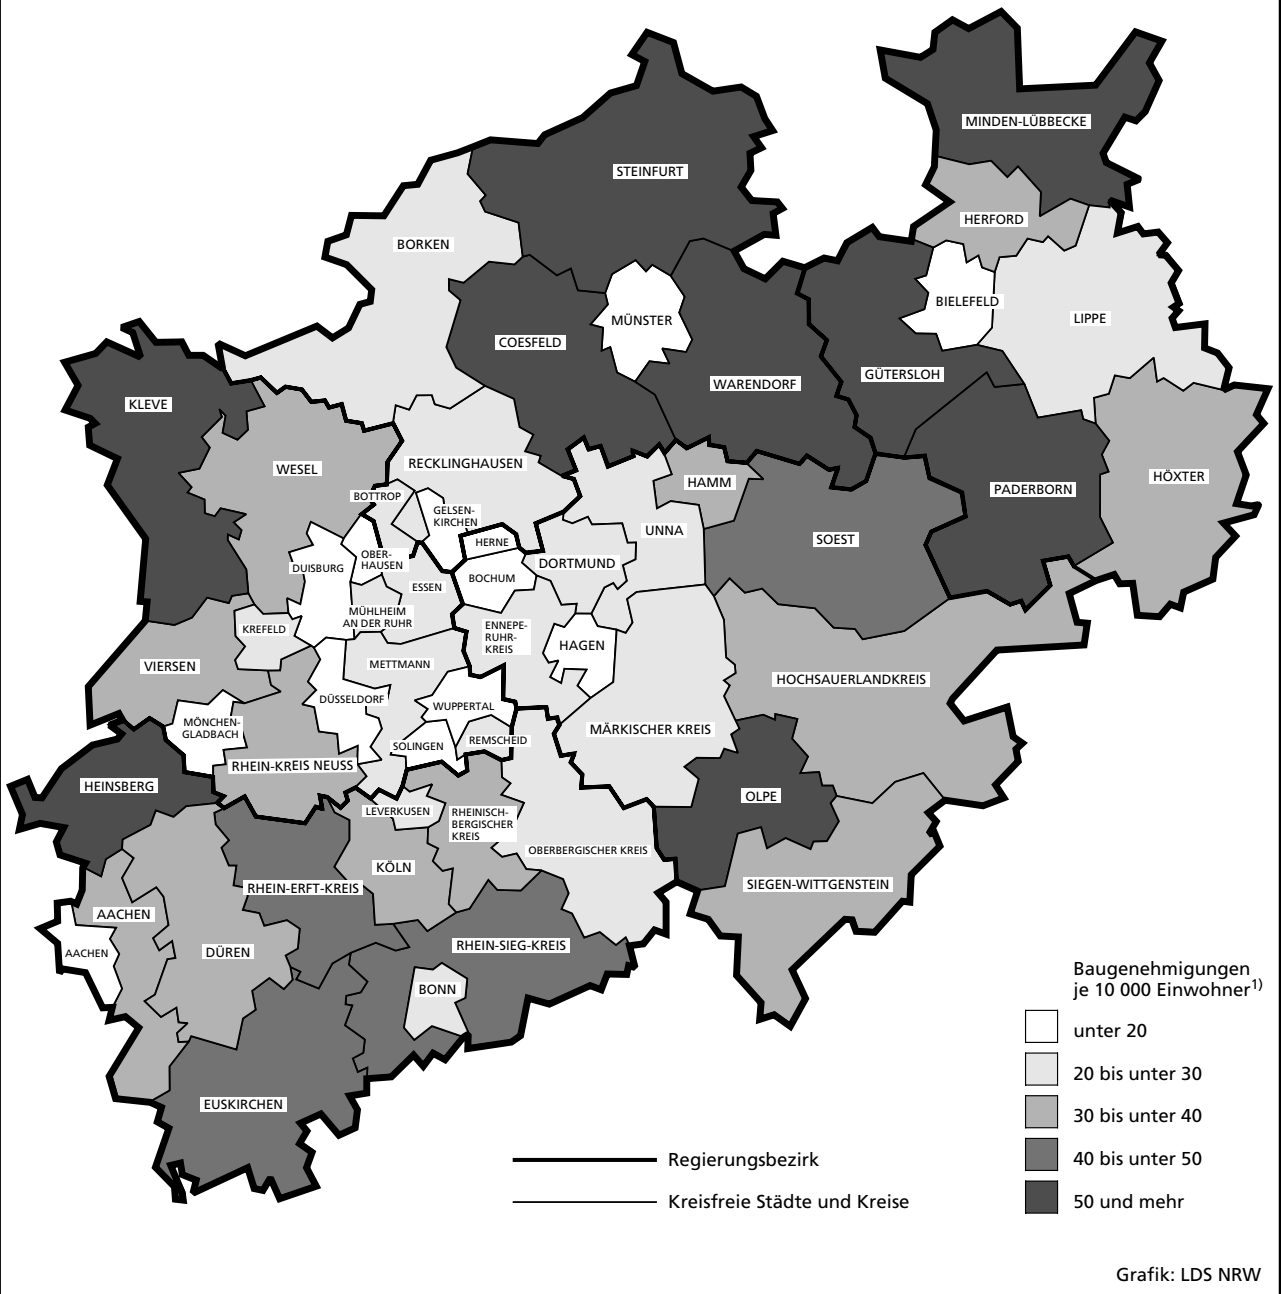 MINDEN-LÜBBECKE
STEINFURT
HERFORD
BORKEN
BIELEFELD
LIPPE
MÜNSTER
COESFELD
GÜTERSLOH
WARENDORF
KLEVE
RECKLINGHAUSEN
WESEL
HÖXTER
HAMM
PADERBORN
BOTTROP
GELSEN-
KIRCHEN
UNNA
SOEST
HERNE
OBER-
HAUSEN
DORTMUND
DUISBURG
BOCHUM
ESSEN
MÜHLHEIM
AN DER RUHR
KREFELD
ENNEPE-
RUHR-
KREIS
HAGEN
METTMANN
VIERSEN
HOCHSAUERLANDKREIS
DÜSSELDORF
WUPPERTAL
MÖNCHEN-
GLADBACH
MÄRKISCHER KREIS
REMSCHEID
SOLINGEN
RHEIN-KREIS NEUSS
HEINSBERG
OLPE
LEVERKUSEN
RHEINISCH-
BERGISCHER
KREIS
OBERBERGISCHER KREIS
KÖLN
SIEGEN-WITTGENSTEIN
RHEIN-ERFT-KREIS
AACHEN
RHEIN-SIEG-KREIS
DÜREN
AACHEN
BONN
EUSKIRCHEN
Baugenehmigungen
je 10 000 Einwohner1)
unter 20
20 bis unter 30
30 bis unter 40
40 bis unter 50
50 und mehr
Regierungsbezirk
Kreisfreie Städte und Kreise
Grafik: LDS NRW